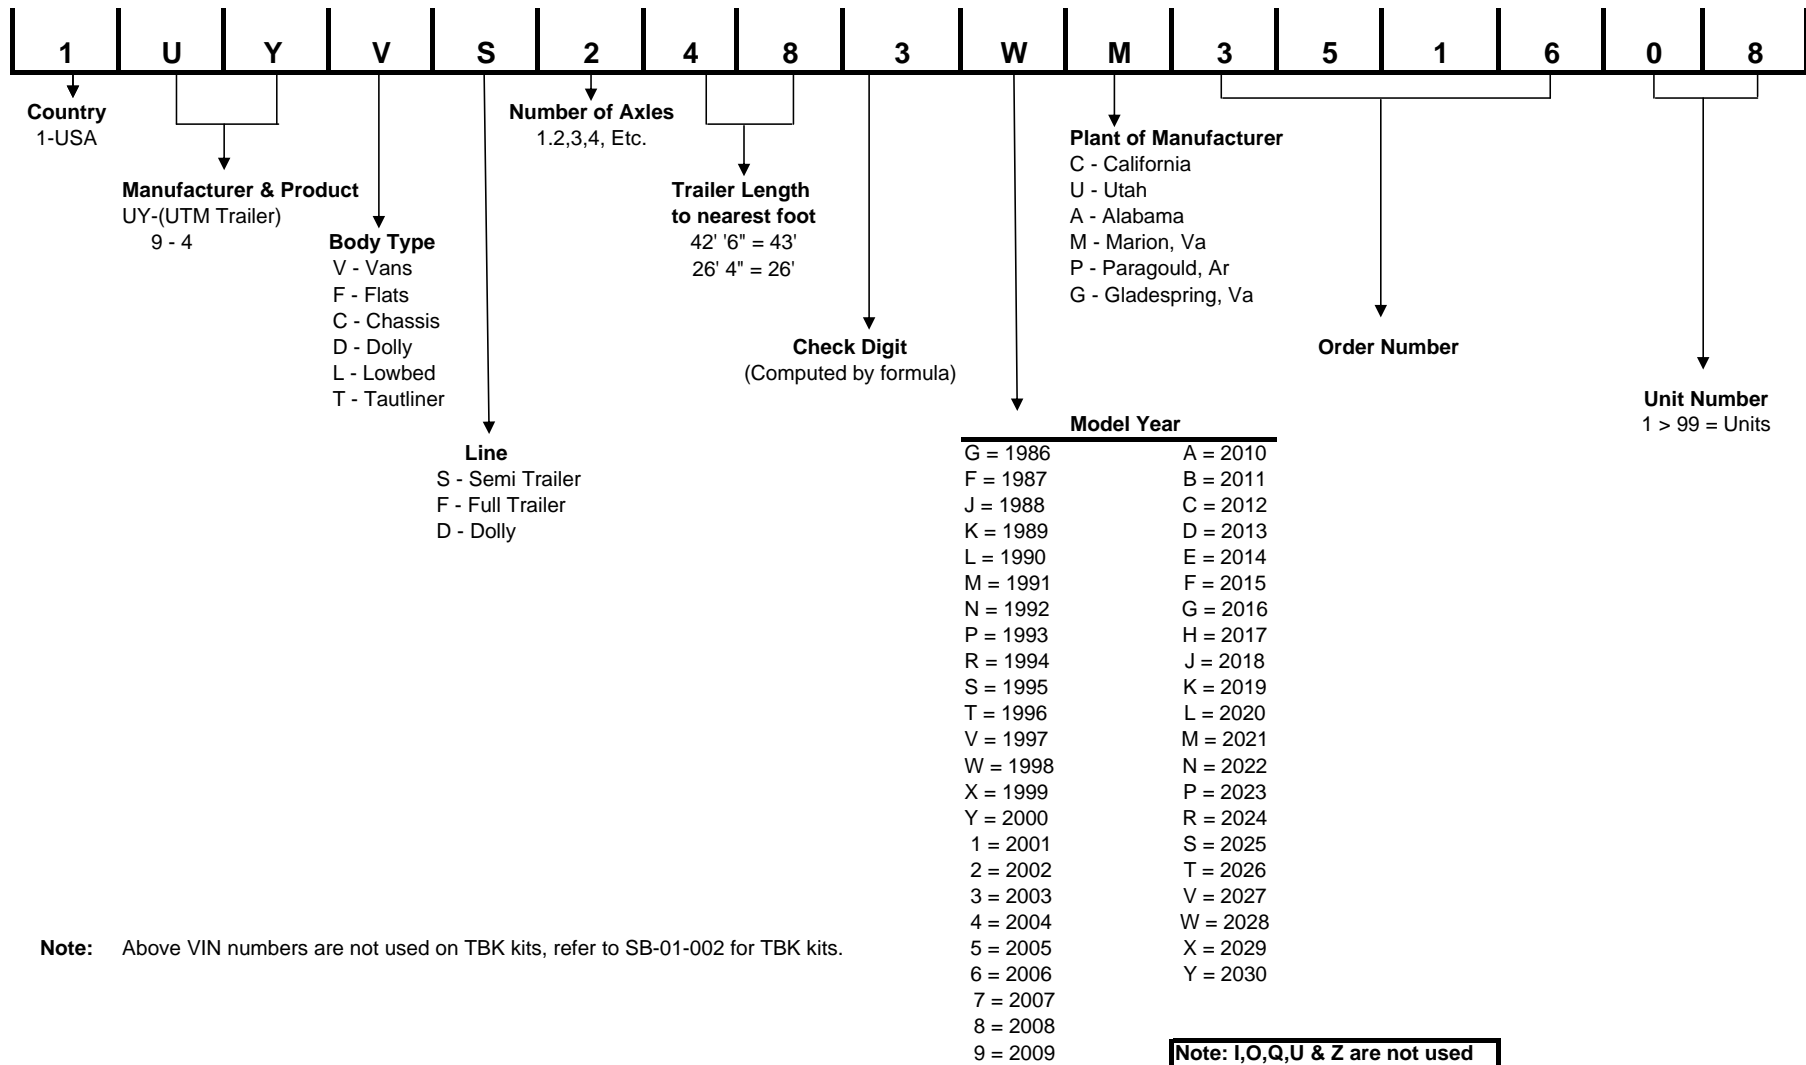 1 U Y V S 2 4 8 3 W M 3 5 1 6 0 8
Country
1-USA
Manufacturer & Product
UY-(UTM Trailer)
9 - 4
Body Type
V - Vans
F - Flats
C - Chassis
D - Dolly
L - Lowbed
T - Tautliner
Line
S - Semi Trailer
F - Full Trailer
D - Dolly
Number of Axles
1.2,3,4, Etc.
Trailer Length
to nearest foot
42' '6" = 43'
26' 4" = 26'
Check Digit
(Computed by formula)
Model Year
G = 1986
F = 1987
J = 1988
K = 1989
L = 1990
M = 1991
N = 1992
P = 1993
R = 1994
S = 1995
T = 1996
V = 1997
W = 1998
X = 1999
Y = 2000
1 = 2001
2 = 2002
3 = 2003
4 = 2004
5 = 2005
6 = 2006
7 = 2007
8 = 2008
9 = 2009
A = 2010
B = 2011
C = 2012
D = 2013
E = 2014
F = 2015
G = 2016
H = 2017
J = 2018
K = 2019
L = 2020
M = 2021
N = 2022
P = 2023
R = 2024
S = 2025
T = 2026
V = 2027
W = 2028
X = 2029
Y = 2030
Plant of Manufacturer
C - California
U - Utah
A - Alabama
M - Marion, Va
P - Paragould, Ar
G - Gladespring, Va
Order Number
Unit Number
1 > 99 = Units
Note: Above VIN numbers are not used on TBK kits, refer to SB-01-002 for TBK kits.
Note: I,O,Q,U & Z are not used